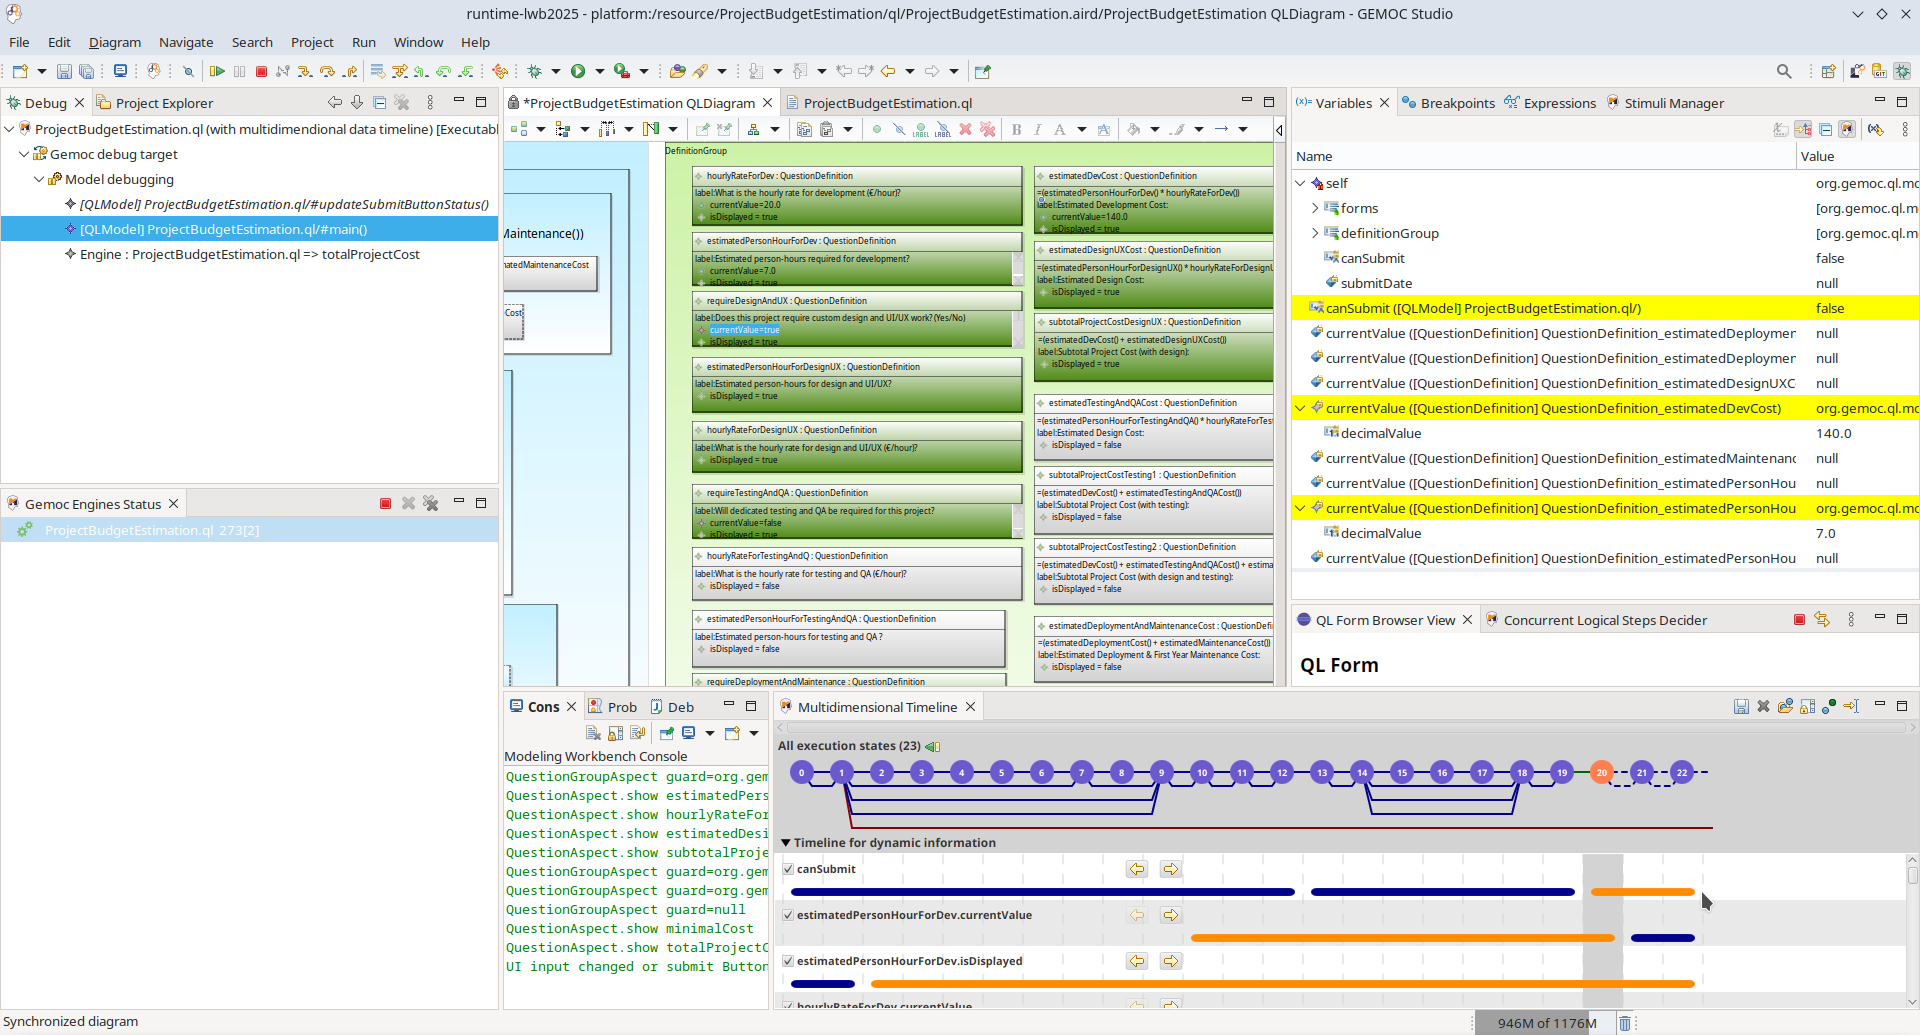 runtime-lwb2025 - platform:/resource/ProjectBudgetEstimation/ql/ProjectBudgetEstimation.aird/ProjectBudgetEstimation QLDiagram - GEMOC Studio
File Edit Diagram Navigate Search Project Run Window Help
Debug
Project Explorer
ProjectBudgetEstimation.ql (with multidimendional data timeline) [Executabl
Gemoc debug target
Model debugging
[QLModel] ProjectBudgetEstimation.ql/#updateSubmitButtonStatus()
[QLModel] ProjectBudgetEstimation.ql/#main()
Engine : ProjectBudgetEstimation.ql => totalProjectCost
Gemoc Engines Status
ProjectBudgetEstimation.ql 273[2]
*ProjectBudgetEstimation QLDiagram
ProjectBudgetEstimation.ql
LABEL LABEL
B I A
Maintenance())
natedMaintenanceCost
Cost
DefinitionGroup
hourlyRateForDev : QuestionDefinition
label:What is the hourly rate for development (€/hour)?
currentValue=20.0
isDisplayed = true
estimatedPersonHourForDev : QuestionDefinition
label:Estimated person-hours required for development?
currentValue=7.0
isDisplayed = true
requireDesignAndUX : QuestionDefinition
label:Does this project require custom design and UI/UX work?(Yes/No)
currentValue=true
isDisplayed = true
estimatedPersonHourForDesignUX : QuestionDefinition
label:Estimated person-hours for design and UI/UX?
isDisplayed = true
hourlyRateForDesignUX : QuestionDefinition
label:What is the hourly rate for design and UI/UX (€/hour)?
isDisplayed = true
requireTestingAndQA : QuestionDefinition
label:Will dedicated testing and QA be required for this project?
currentValue=false
isDisplayed = true
hourlyRateForTestingAndQ : QuestionDefinition
label:What is the hourly rate for testing and QA (€/hour)?
isDisplayed = false
estimatedPersonHourForTestingAndQA : QuestionDefinition
label:Estimated person-hours for testing and QA ?
isDisplayed = false
requireDeploymentAndMaintenance : QuestionDefinition
estimatedDevCost : QuestionDefinition
=(estimatedPersonHourForDev() * hourlyRateForDev())
label:Estimated Development Cost:
currentValue=140.0
isDisplayed = true
estimatedDesignUXCost : QuestionDefinition
=(estimatedPersonHourForDesignUX() * hourlyRateForDesignU
label:Estimated Design Cost:
isDisplayed = true
subtotalProjectCostDesignUX : QuestionDefinition
=(estimatedDevCost() + estimatedDesignUXCost())
label:Subtotal Project Cost (with design):
isDisplayed = true
estimatedTestingAndQACost : QuestionDefinition
=(estimatedPersonHourForTestingAndQA() * hourlyRateForTest
label:Estimated Design Cost:
isDisplayed = false
subtotalProjectCostTesting1 : QuestionDefinition
=(estimatedDevCost() + estimatedTestingAndQACost())
label:Subtotal Project Cost (with testing):
isDisplayed = false
subtotalProjectCostTesting2 : QuestionDefinition
=(estimatedDevCost() + estimatedTestingAndQACost() + estima
label:Subtotal Project Cost (with design and testing):
isDisplayed = false
estimatedDeploymentAndMaintenanceCost : QuestionDefi
=(estimatedDeploymentCost() + estimatedMaintenanceCost())
label:Estimated Deployment & First Year Maintenance Cost:
isDisplayed = false
(x)= Variables
Breakpoints
Expressions
Stimuli Manager
Name Value
self org.gemoc.ql.mo
forms [org.gemoc.ql.m
definitionGroup [org.gemoc.ql.m
canSubmit false
submitDate null
canSubmit ([QLModel] ProjectBudgetEstimation.ql/) false
currentValue ([QuestionDefinition] QuestionDefinition_estimatedDeploymer null
currentValue ([QuestionDefinition] QuestionDefinition_estimatedDeploymer null
currentValue ([QuestionDefinition] QuestionDefinition_estimatedDesignUXC null
currentValue ([QuestionDefinition] QuestionDefinition_estimatedDevCost) org.gemoc.ql.mo
decimalValue 140.0
currentValue ([QuestionDefinition] QuestionDefinition_estimatedMaintenanc null
currentValue ([QuestionDefinition] QuestionDefinition_estimatedPersonHou null
currentValue ([QuestionDefinition] QuestionDefinition_estimatedPersonHou org.gemoc.ql.mo
decimalValue 7.0
currentValue ([QuestionDefinition] QuestionDefinition_estimatedPersonHou null
QL Form Browser View
Concurrent Logical Steps Decider
QL Form
Cons
Prob
Deb
Modeling Workbench Console
QuestionGroupAspect guard=org.gem
QuestionAspect.show estimatedPers
QuestionAspect.show hourlyRateFor
QuestionAspect.show estimatedDesi
QuestionAspect.show subtotalProje
QuestionGroupAspect guard=org.gem
QuestionGroupAspect guard=org.gem
QuestionGroupAspect guard=null
QuestionAspect.show minimalCost
QuestionAspect.show totalProjectC
UI input changed or submit Button
Multidimensional Timeline
All execution states (23)
0 1 2 3 4 5 6 7 8 9 10 11 12 13 14 15 16 17 18 19 20 21 22
Timeline for dynamic information
canSubmit
estimatedPersonHourForDev.currentValue
estimatedPersonHourForDev.isDisplayed
hourlyRateForDev.currentValue
Synchronized diagram
946M of 1176M